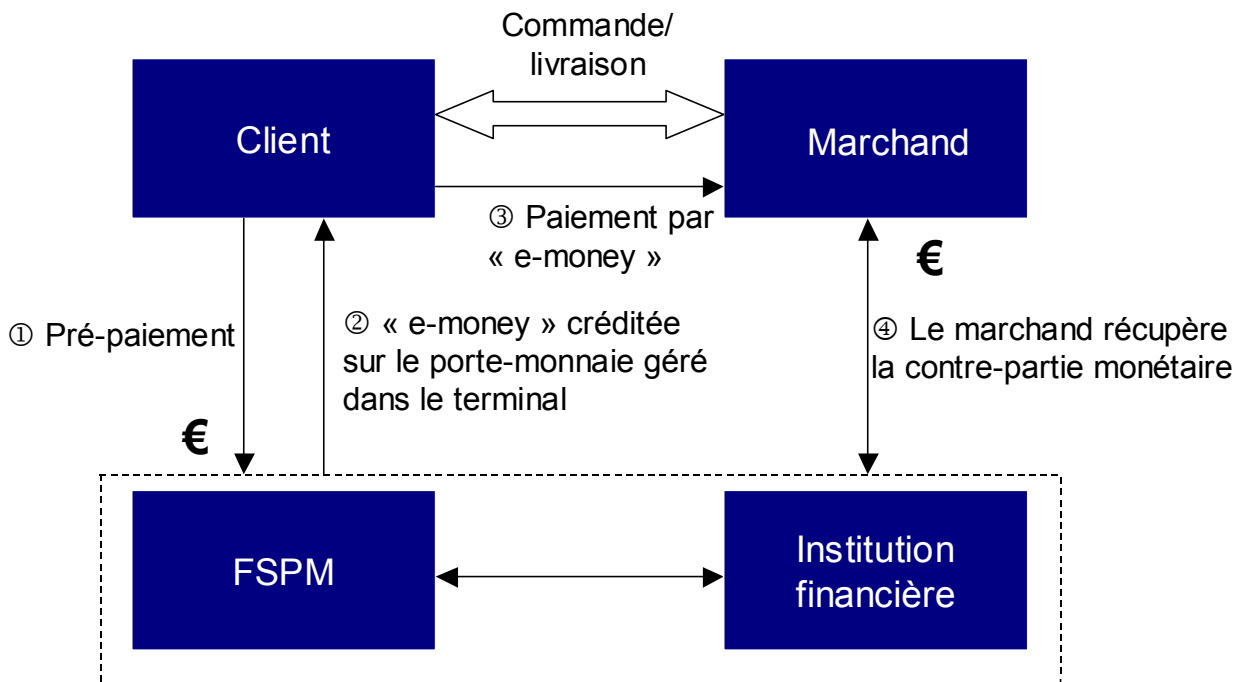 Commande/
livraison
Client
Marchand
③ Paiement par
« e-money »
€
① Pré-paiement
② « e-money » créditée
sur le porte-monnaie géré
dans le terminal
④ Le marchand récupère
la contre-partie monétaire
€
FSPM
Institution
financière